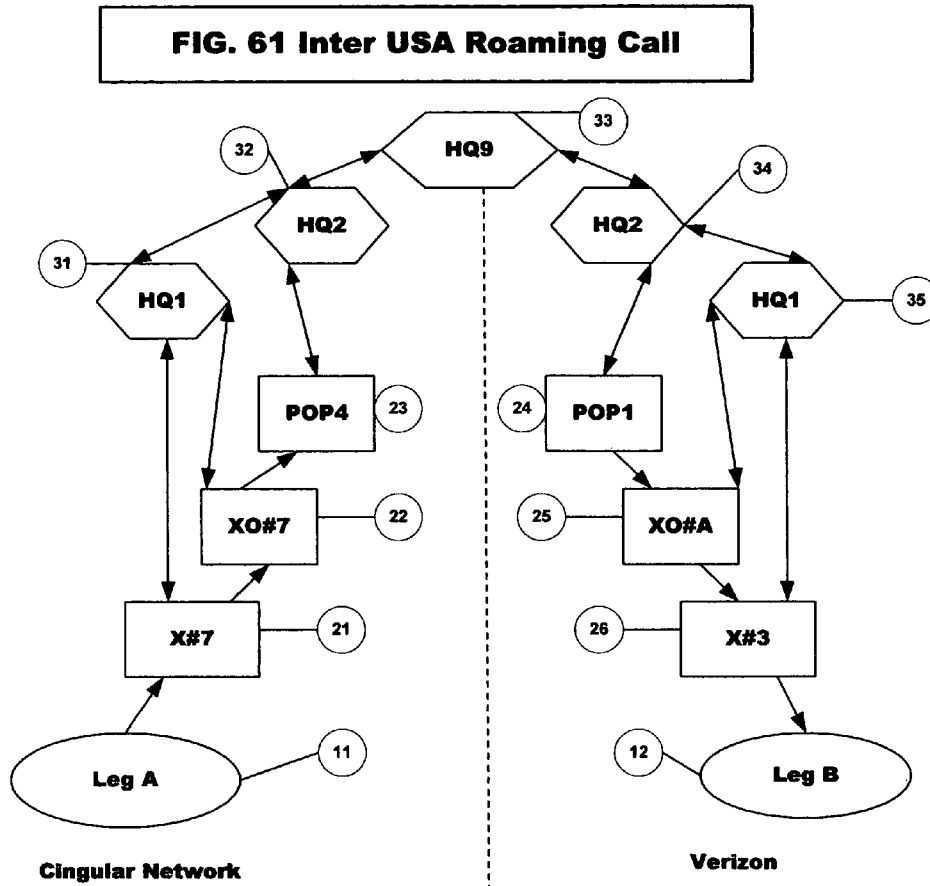 FIG. 61 Inter USA Roaming Call
33
HQ9
32
34
HQ2
HQ2
31
HQ1
HQ1
35
POP4
23
24
POP1
XO#7
22
25
XO#A
X#7
21
26
X#3
Leg A
11
12
Leg B
Cingular Network
Verizon